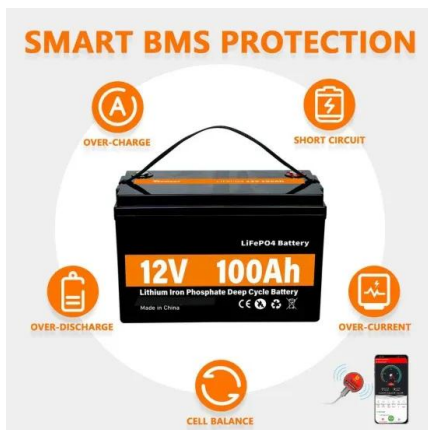 SMART BMS PROTECTION
A
OVER-CHARGE
SHORT CIRCUIT
LiFePO4 Battery
12V 100Ah
Lithium Iron Phosphate Deep Cycle Battery
Made in China
CE
OVER-DISCHARGE
OVER-CURRENT
CELL BALANCE